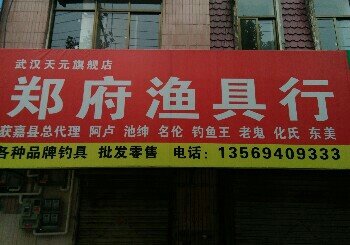 武汉天元旗舰店
郑府渔具行
获嘉县总代理 阿卢 池绅 名伦 钓鱼王 老鬼 化氏 东美
各种品牌钓具 批发零售 电话：13569409333